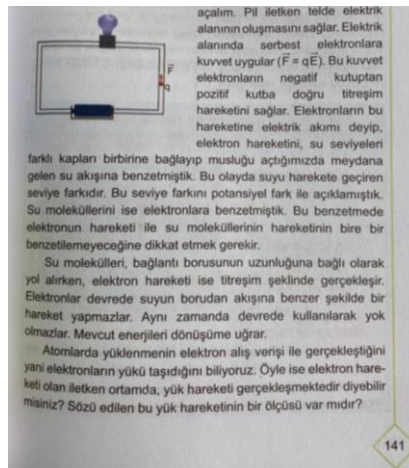 açalım. Pil iletken telde elektrik
alanının oluşmasını sağlar. Elektrik
alanında serbest elektronlara
kuvvet uygular (F⃗ = qE⃗). Bu kuvvet
elektronların negatif kutuptan
pozitif kutba doğru titreşim
hareketini sağlar. Elektronların bu
hareketine elektrik akımı deyip,
elektron hareketini, su seviyeleri
farklı kapları birbirine bağlayıp musluğu açtığımızda meydana
gelen su akışına benzetmiştik. Bu olayda suyu harekete geçiren
seviye farkıdır. Bu seviye farkını potansiyel fark ile açıklamıştık.
Su moleküllerini ise elektronlara benzetmiştik. Bu benzetmede
elektronun hareketi ile su moleküllerinin hareketinin bire bir
benzetilemeyeceğine dikkat etmek gerekir.
Su molekülleri, bağlantı borusunun uzunluğuna bağlı olarak
yol alırken, elektron hareketi ise titreşim şeklinde gerçekleşir.
Elektronlar devrede suyun borudan akışına benzer şekilde bir
hareket yapmazlar. Aynı zamanda devrede kullanılarak yok
olmazlar. Mevcut enerjileri dönüşüme uğrar.
Atomlarda yüklenmenin elektron alış verişi ile gerçekleştiğini
yani elektronların yükü taşıdığını biliyoruz. Öyle ise elektron hare-
keti olan iletken ortamda, yük hareketi gerçekleşmektedir diyebilir
misiniz? Sözü edilen bu yük hareketinin bir ölçüsü var mıdır?
F⃗
q
141